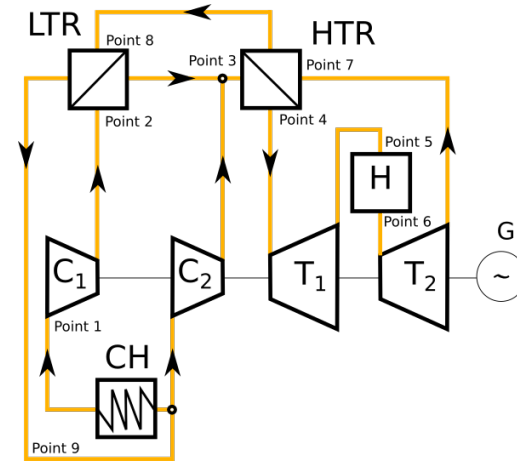 LTR
HTR
Point 8
Point 3
Point 7
Point 2
Point 4
Point 5
H
Point 6
G
C1
C2
T1
T2
~
Point 1
CH
Point 9